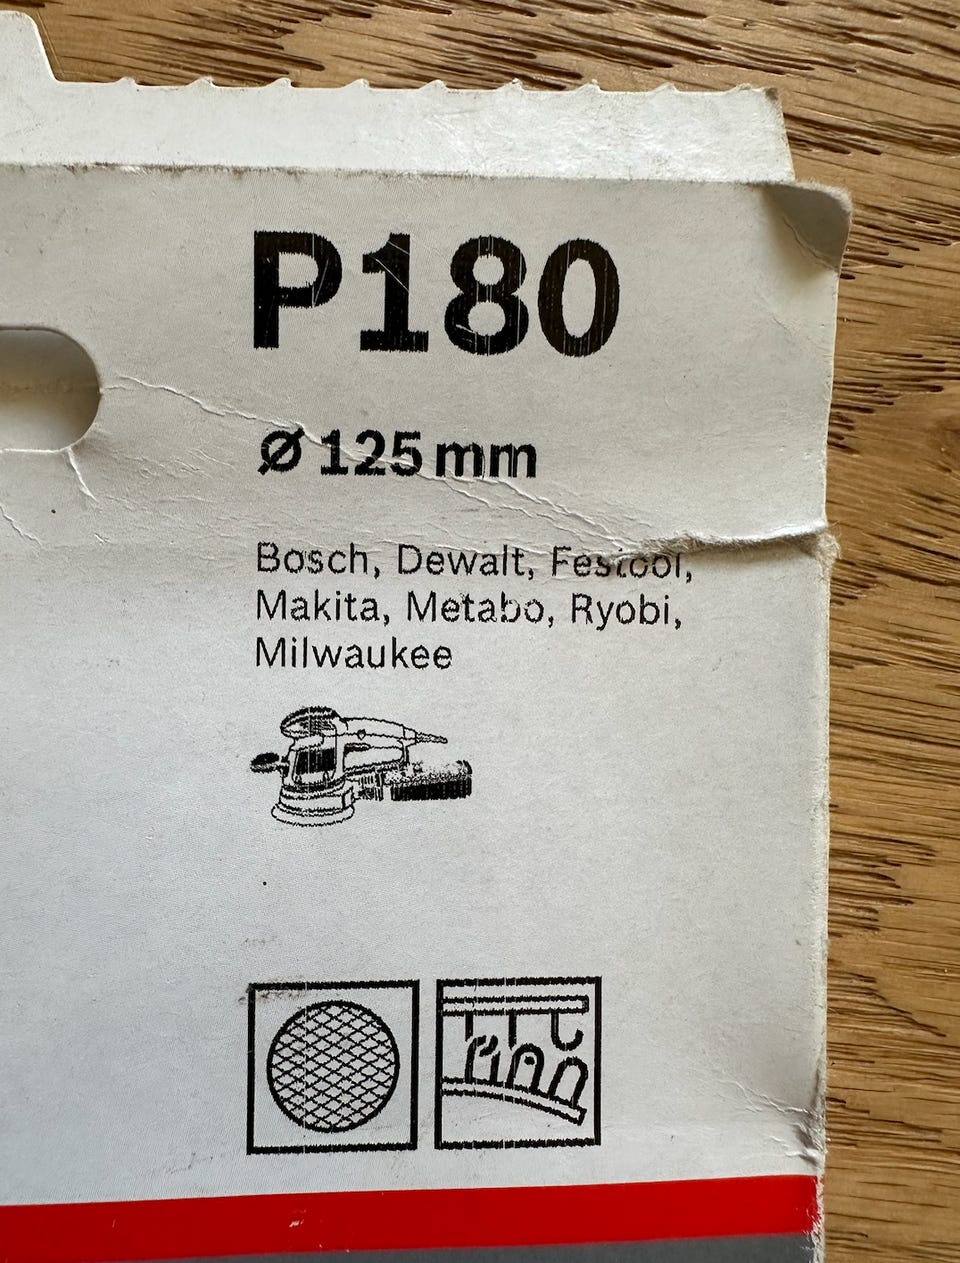 P180
Ø 125 mm
Bosch, Dewalt, Festool,
Makita, Metabo, Ryobi,
Milwaukee